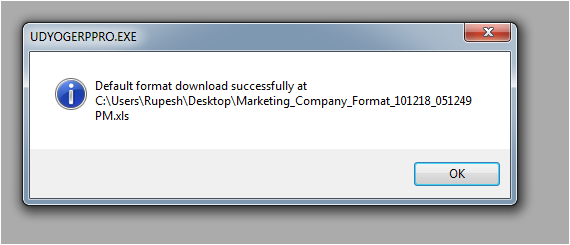 UDYOGERPPRO.EXE
Default format download successfully at
C:\Users\Rupesh\Desktop\Marketing_Company_Format_101218_051249
PM.xls
OK